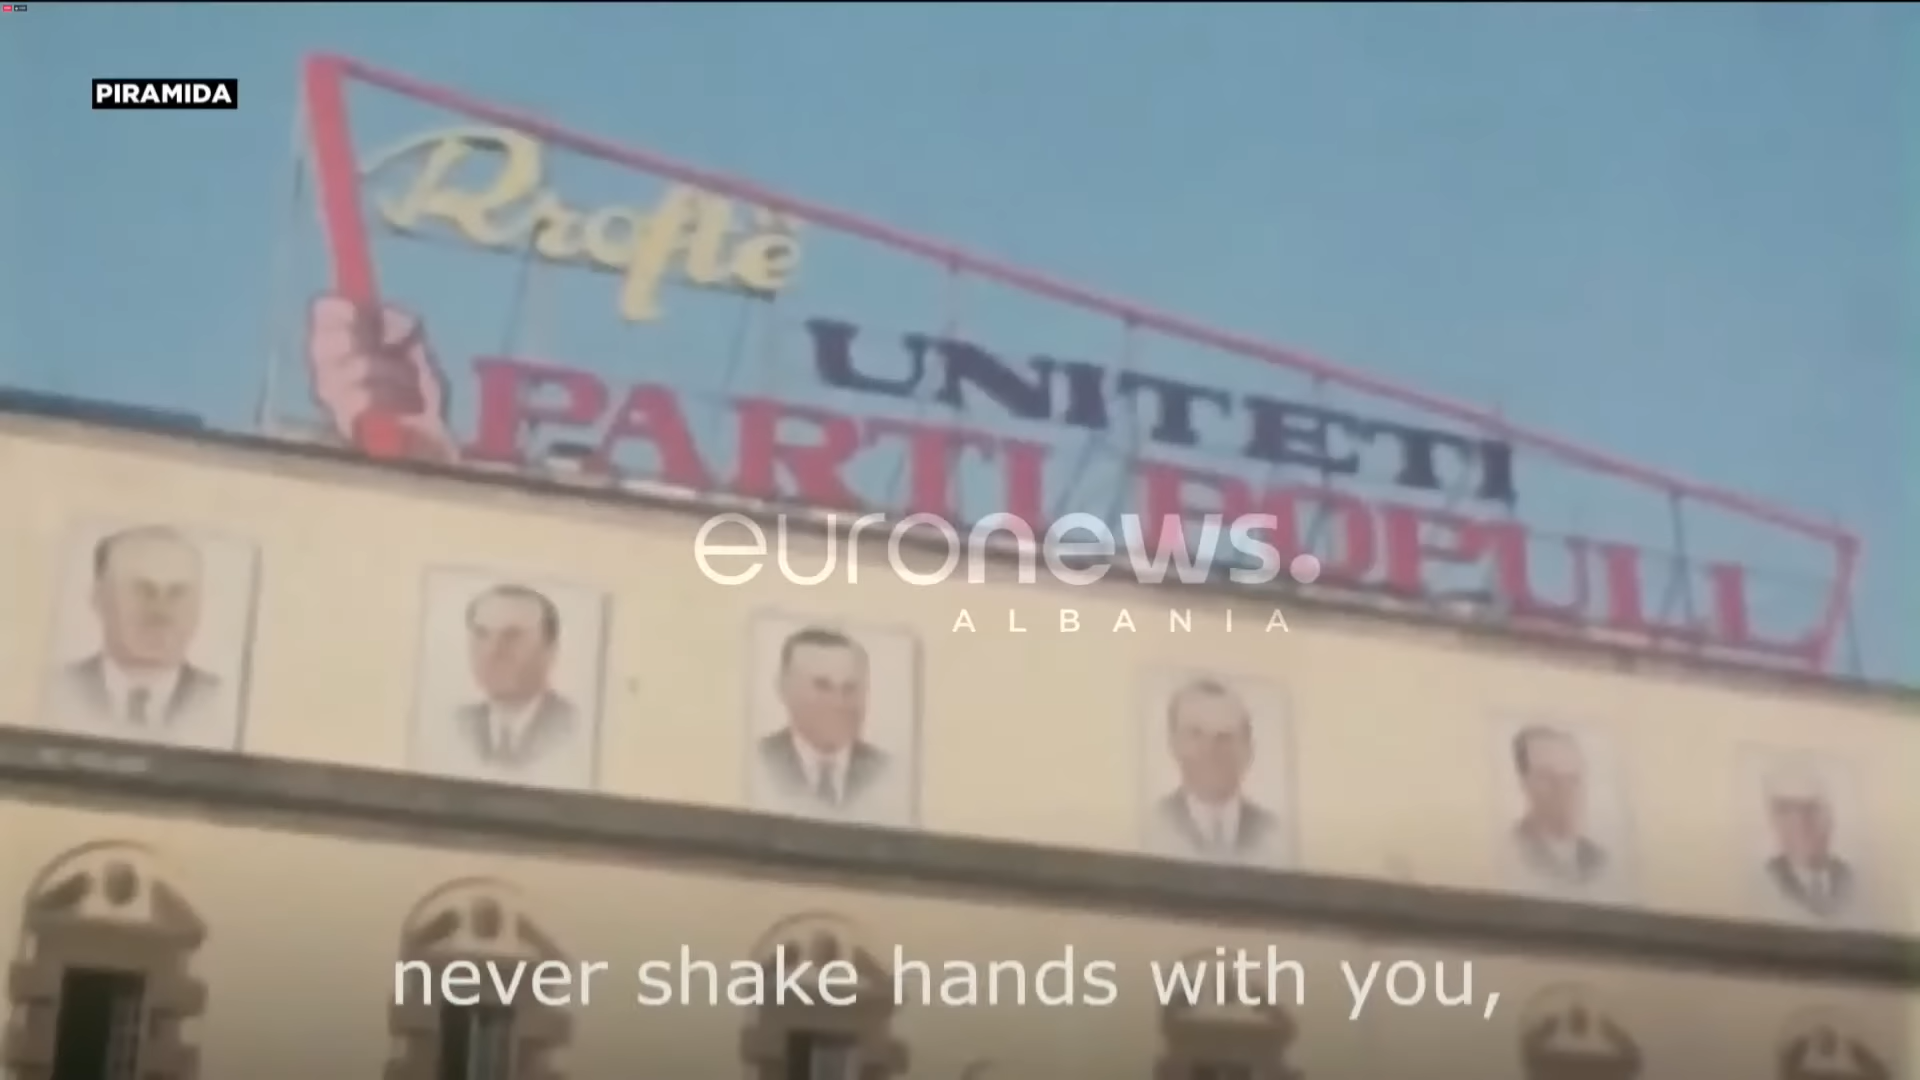 PIRAMIDA
Rroftë
UNITETI
PARTI POPULL
euronews.
ALBANIA
never shake hands with you,